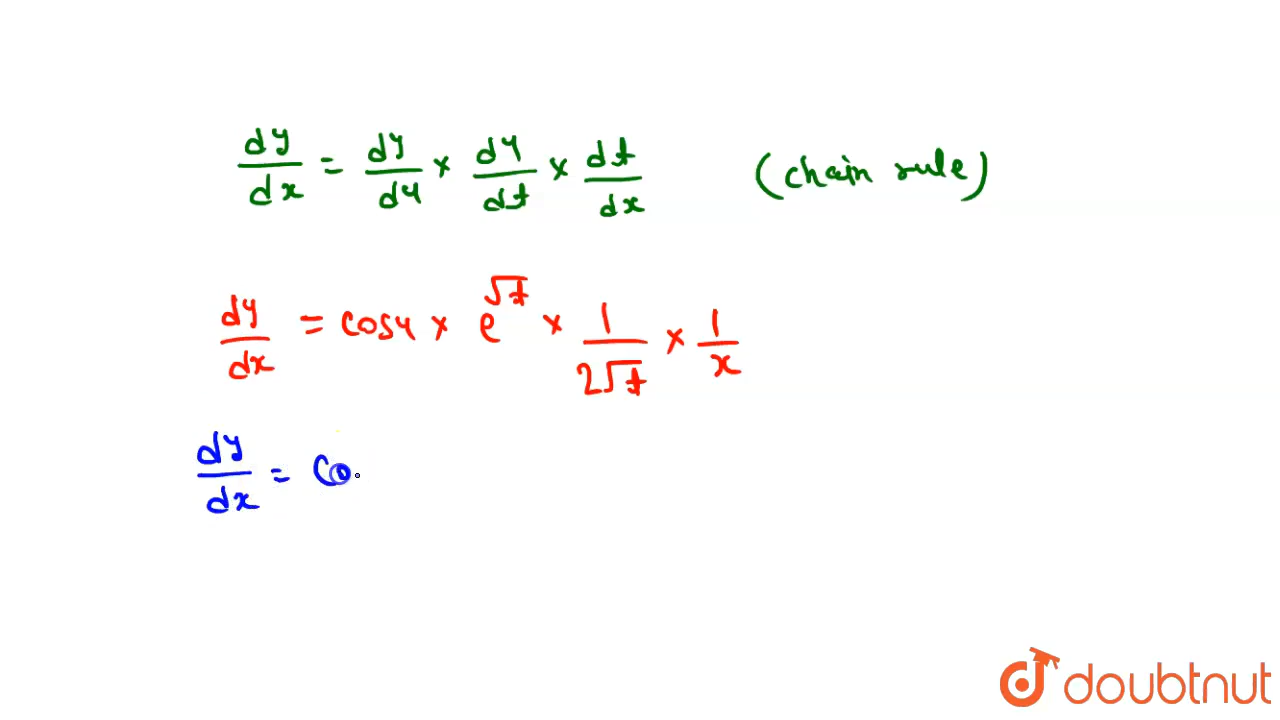 dy/dx = dy/du × du/dt × dt/dx (chain rule)
dy/dx = cosu × e^√t × 1/2√t × 1/x
dy/dx = co
doubtnut